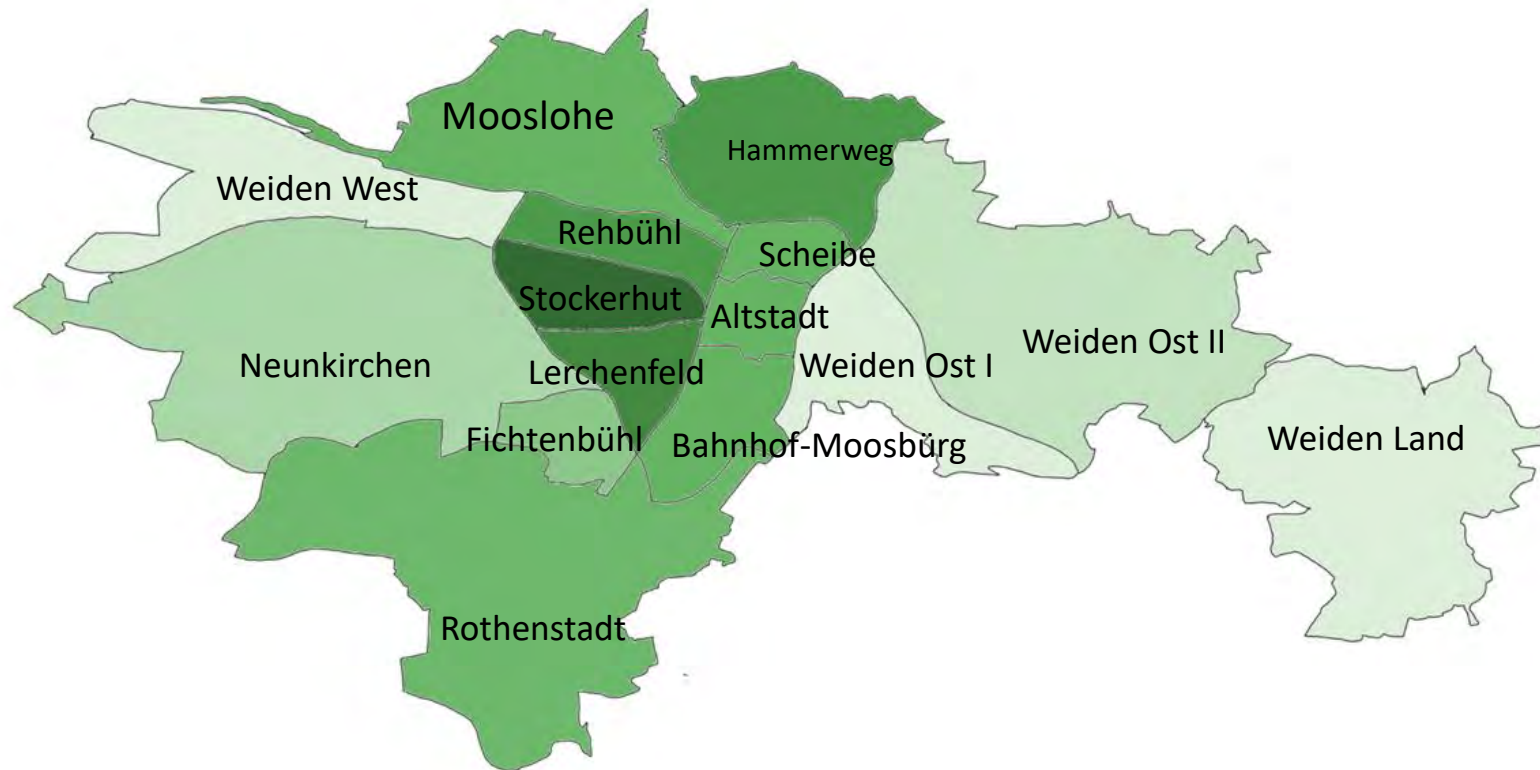 Mooslohe
Hammerweg
Weiden West
Rehbühl
Scheibe
Stockerhut
Altstadt
Weiden Ost II
Neunkirchen
Lerchenfeld
Weiden Ost I
Fichtenbühl
Bahnhof-Moosbürg
Weiden Land
Rothenstadt